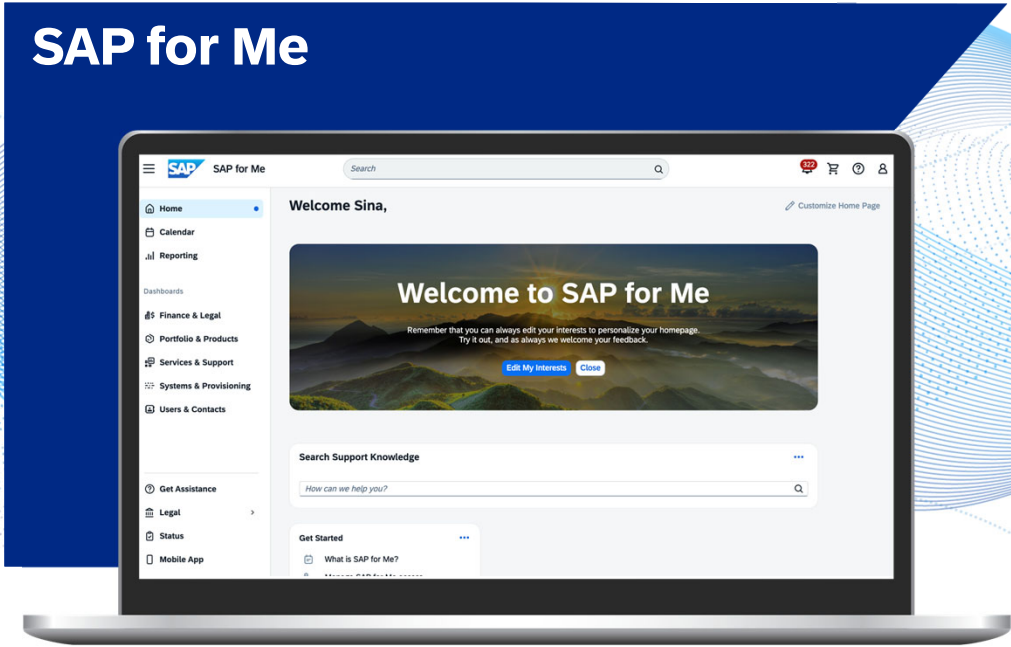 SAP for Me
SAP
SAP for Me
Search
322
Home
Calendar
Reporting
Dashboards
Finance & Legal
Portfolio & Products
Services & Support
Systems & Provisioning
Users & Contacts
Get Assistance
Legal
Status
Mobile App
Welcome Sina,
Customize Home Page
Welcome to SAP for Me
Remember that you can always edit your interests to personalize your homepage.
Try it out, and as always we welcome your feedback.
Edit My Interests
Close
Search Support Knowledge
How can we help you?
Get Started
What is SAP for Me?